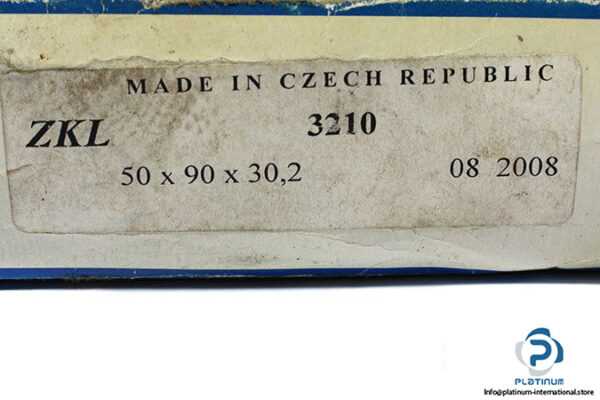 MADE IN CZECH REPUBLIC
ZKL 3210
50 x 90 x 30,2 08 2008
PLATINUM
Info@platinum-international.store